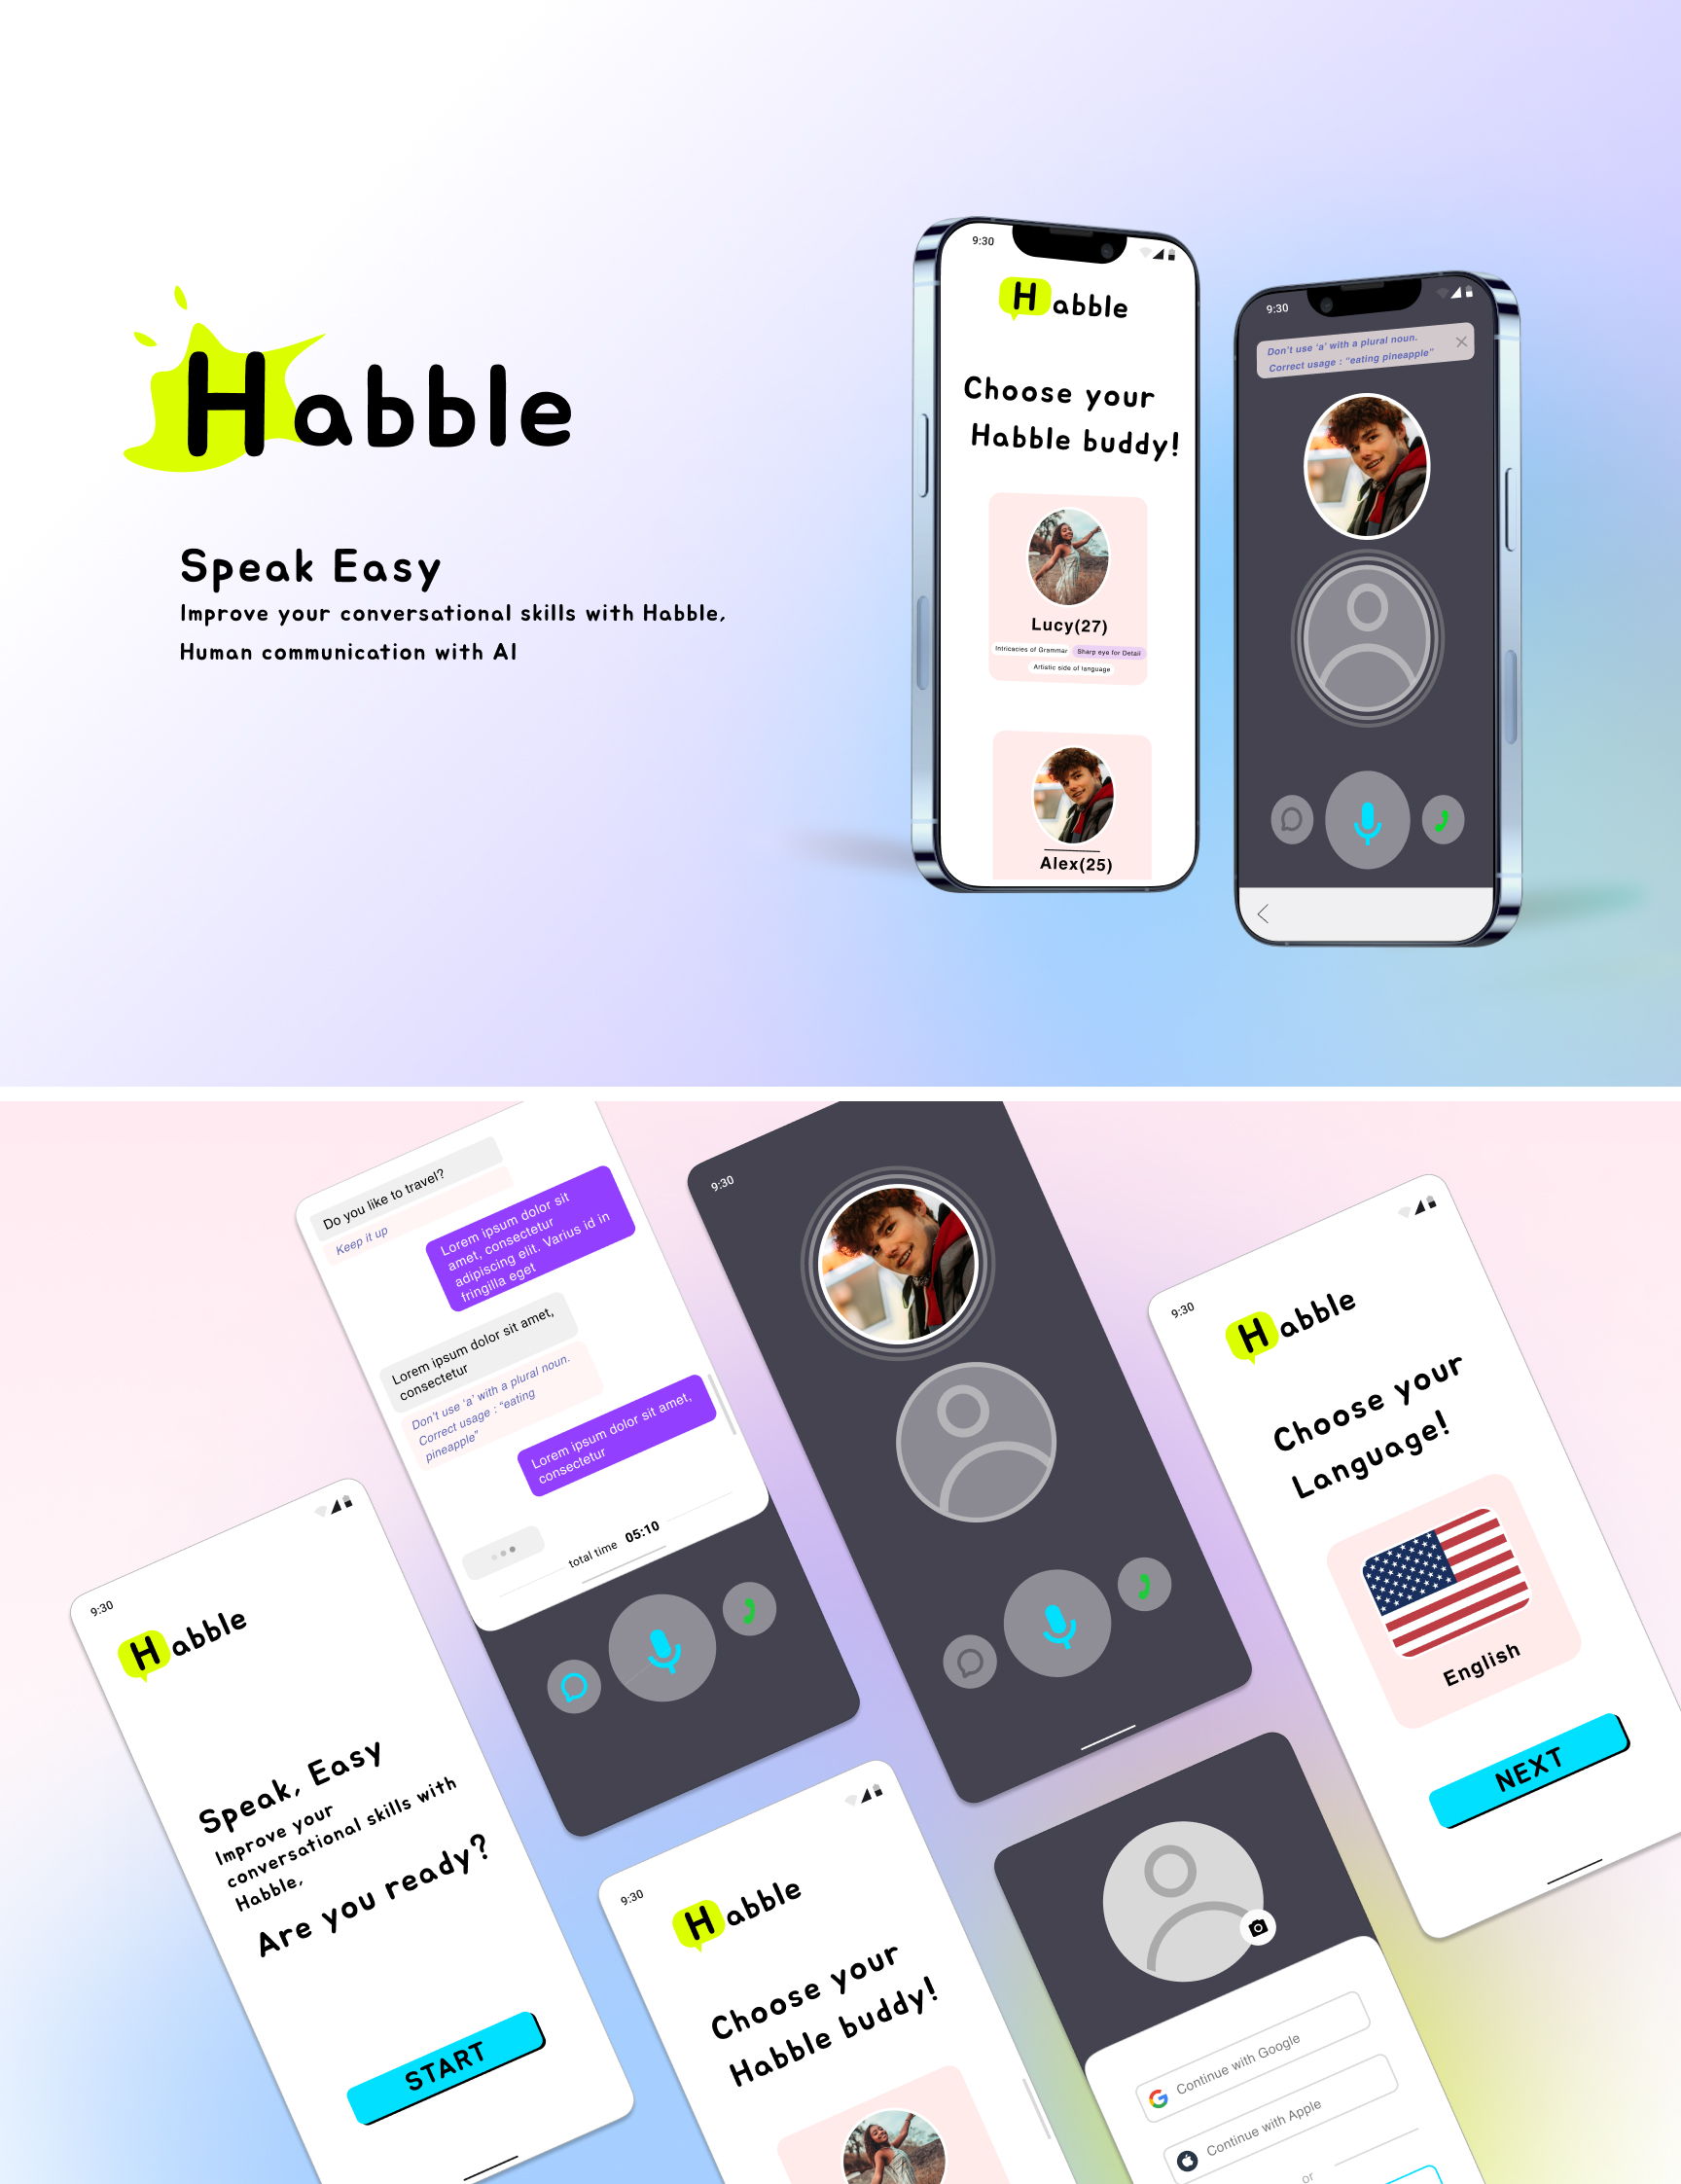 Habble
Speak Easy
Improve your conversational skills with Habble,
Human communication with AI
9:30
Habble
Choose your
Habble buddy!
Lucy(27)
Intricacies of Grammar
Sharp eye for Detail
Artistic side of language
Alex(25)
9:30
Don't use 'a' with a plural noun.
Correct usage : "eating pineapple"
Do you like to travel?
Keep it up
Lorem ipsum dolor sit
amet, consectetur
adipiscing elit. Varius id in
fringilla eget
Lorem ipsum dolor sit amet,
consectetur
Don't use 'a' with a plural noun.
Correct usage : "eating
pineapple"
Lorem ipsum dolor sit amet,
consectetur
total time 05:10
9:30
9:30
Habble
Choose your
Language!
English
NEXT
9:30
Habble
Speak, Easy
Improve your
conversational skills with
Habble,
Are you ready?
START
9:30
Habble
Choose your
Habble buddy!
Continue with Google
Continue with Apple
or